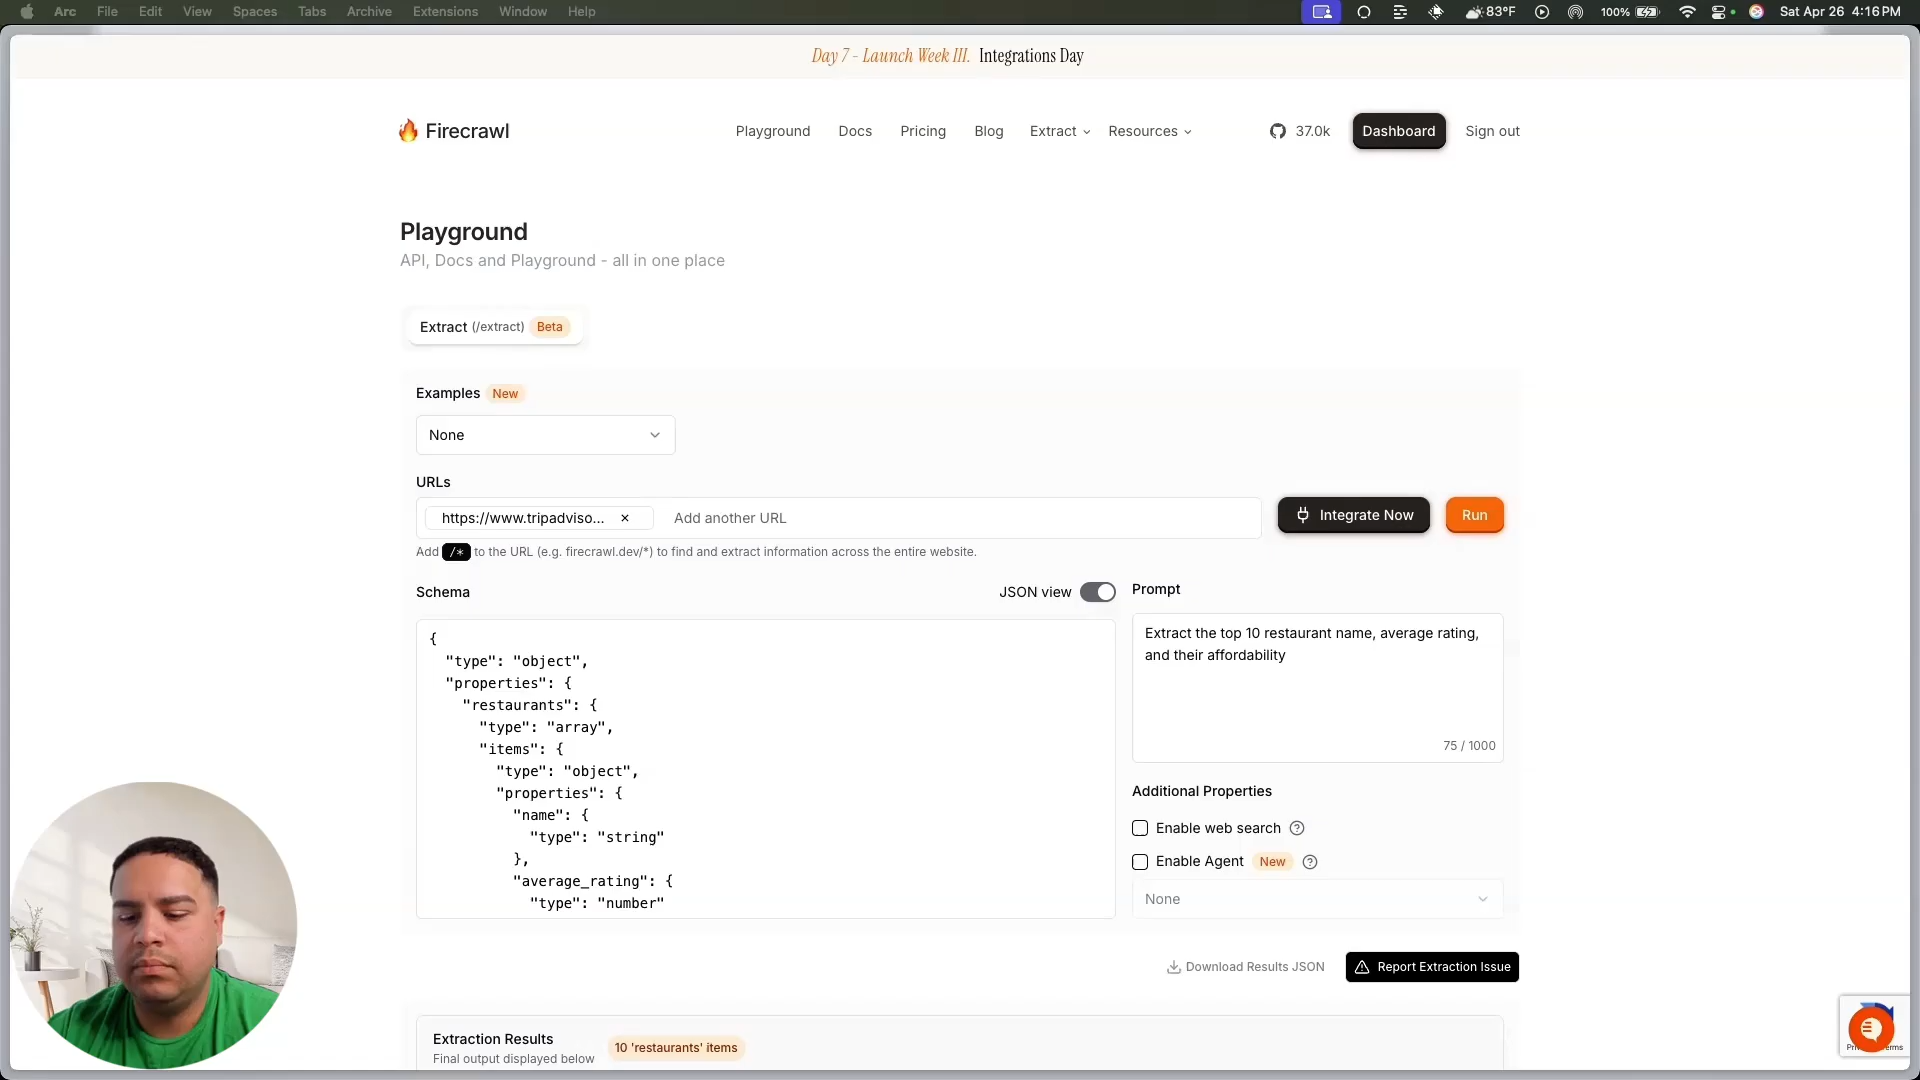 Arc File Edit View Spaces Tabs Archive Extensions Window Help 83°F 100% Sat Apr 26 4:16 PM
Day 7 - Launch Week III. Integrations Day
Firecrawl Playground Docs Pricing Blog Extract Resources 37.0k Dashboard Sign out
Playground
API, Docs and Playground - all in one place
Extract (/extract) Beta
Examples New
None
URLs
https://www.tripadviso... × Add another URL Integrate Now Run
Add /* to the URL (e.g. firecrawl.dev/*) to find and extract information across the entire website.
Schema JSON view
{
"type": "object",
"properties": {
"restaurants": {
"type": "array",
"items": {
"type": "object",
"properties": {
"name": {
"type": "string"
},
"average_rating": {
"type": "number"
Prompt
Extract the top 10 restaurant name, average rating,
and their affordability
75 / 1000
Additional Properties
Enable web search
Enable Agent New
None
Download Results JSON Report Extraction Issue
Extraction Results 10 'restaurants' items
Final output displayed below